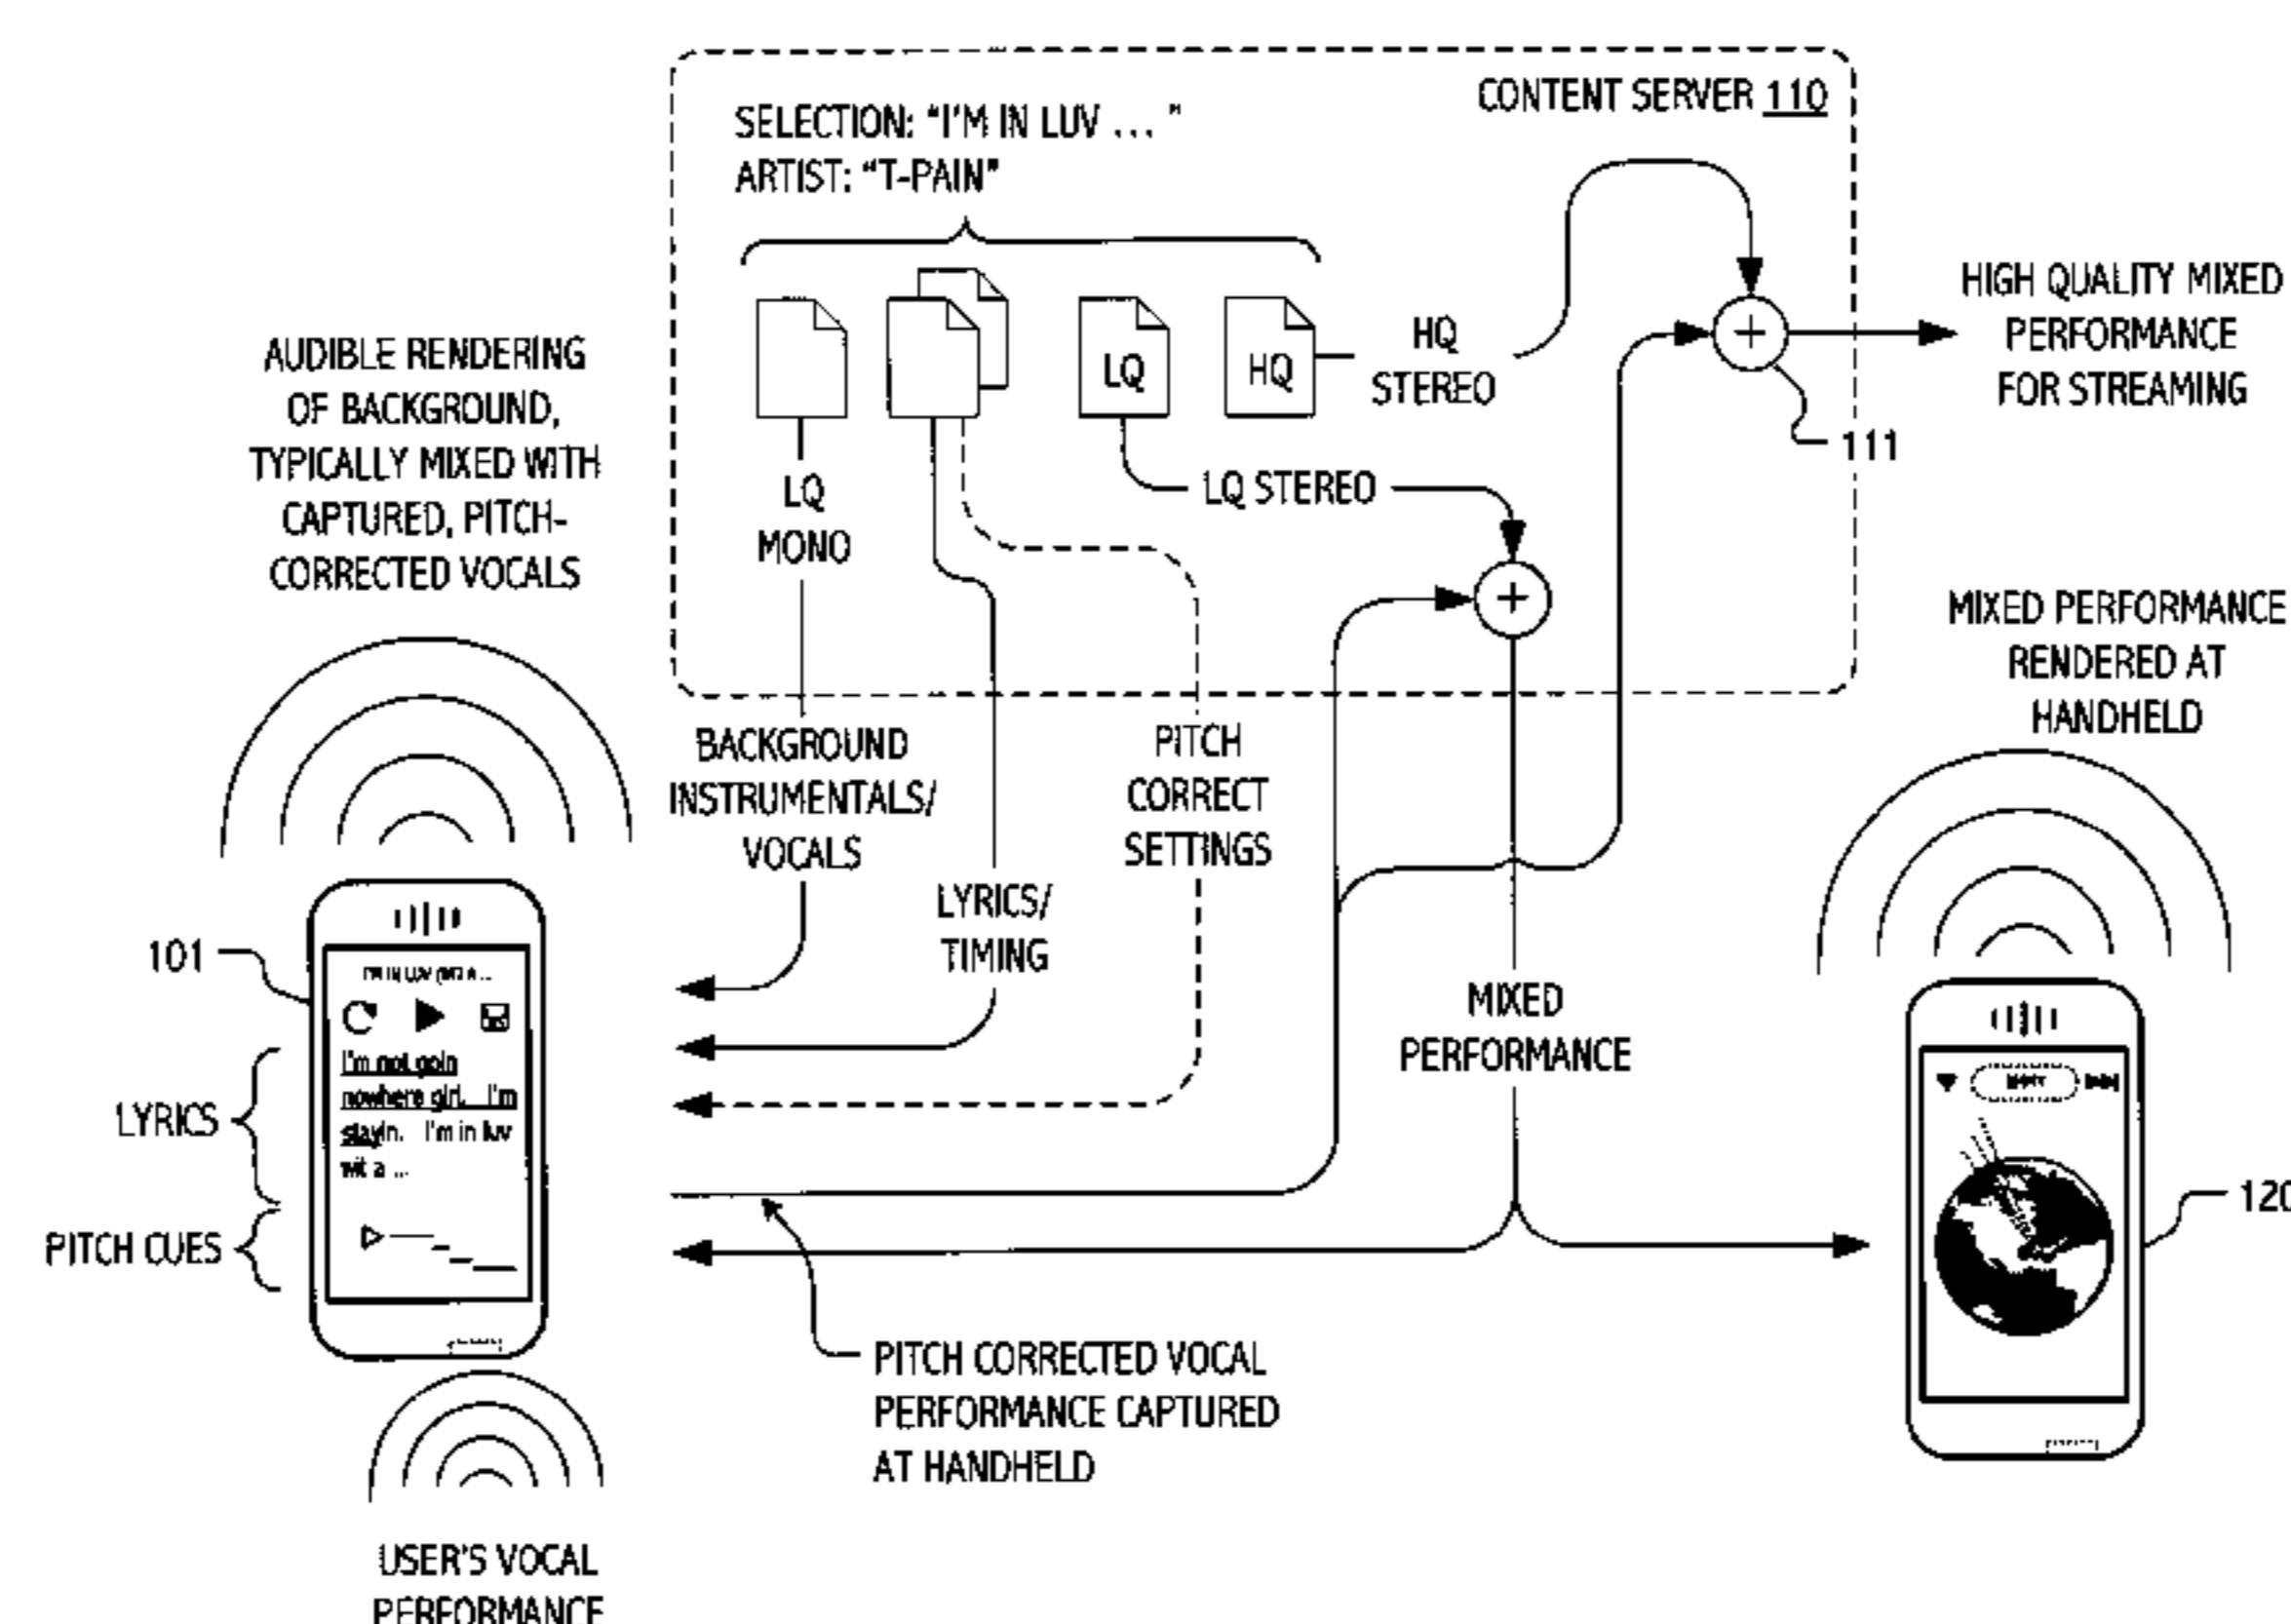 CONTENT SERVER 110
SELECTION: "I'M IN LUV ... "
ARTIST: "T-PAIN"
HIGH QUALITY MIXED
PERFORMANCE
FOR STREAMING
HQ
STEREO
LQ
HQ
111
AUDIBLE RENDERING
OF BACKGROUND,
TYPICALLY MIXED WITH
CAPTURED, PITCH-
CORRECTED VOCALS
LQ
MONO
LQ STEREO
+
+
MIXED PERFORMANCE
RENDERED AT
HANDHELD
BACKGROUND
INSTRUMENTALS/
VOCALS
PITCH
CORRECT
SETTINGS
LYRICS/
TIMING
101
I'm not goin
nowhere girl. I'm
stayin. I'm in luv
wit a ...
LYRICS
PITCH CUES
MIXED
PERFORMANCE
120
PITCH CORRECTED VOCAL
PERFORMANCE CAPTURED
AT HANDHELD
USER'S VOCAL
PERFORMANCE